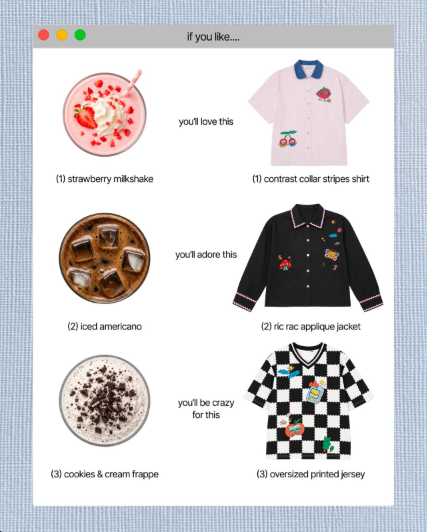 if you like....
you'll love this
(1) strawberry milkshake
(1) contrast collar stripes shirt
you'll adore this
(2) iced americano
(2) ric rac applique jacket
you'll be crazy
for this
(3) cookies & cream frappe
(3) oversized printed jersey